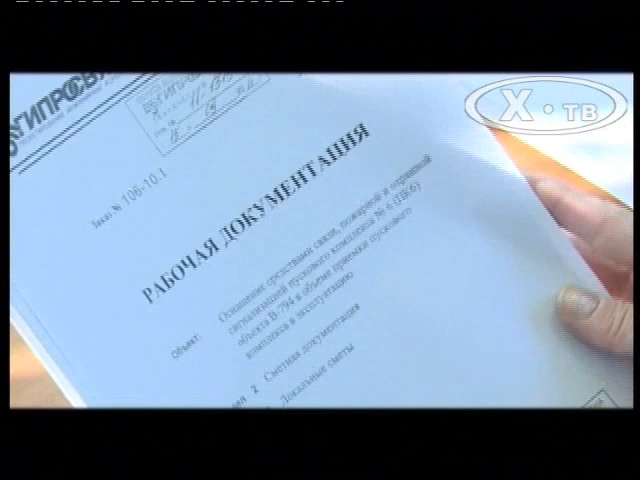 ГИПРОСВЯ
Х·ТВ
Заказ № 106-10.1
РАБОЧАЯ ДОКУМЕНТАЦИЯ
Объект: Оснащение средствами связи, пожарной и охранной
сигнализацией пускового комплекса № 6 (ПК6)
объекта В-794 в объеме приемки пускового
комплекса в эксплуатацию
2 Сметная документация
Локальные сметы